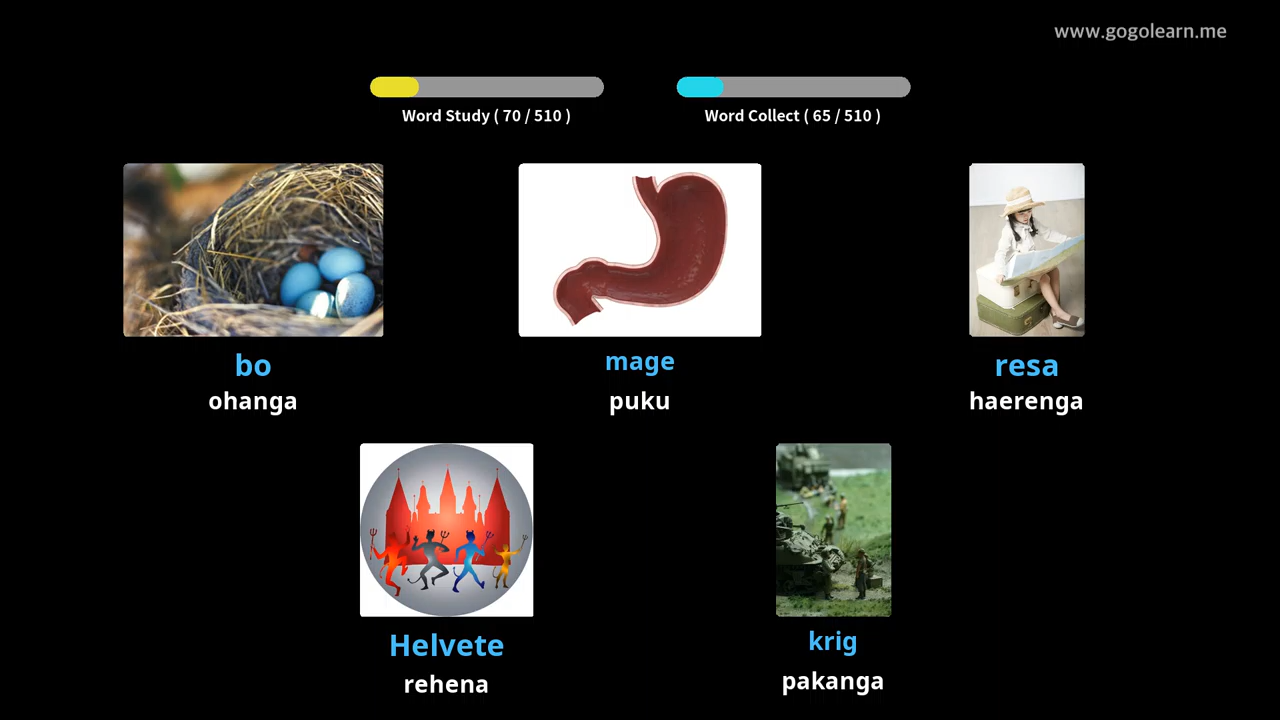 www.gogolearn.me
Word Study ( 70 / 510 )
Word Collect ( 65 / 510 )
bo
ohanga
mage
puku
resa
haerenga
Helvete
rehena
krig
pakanga